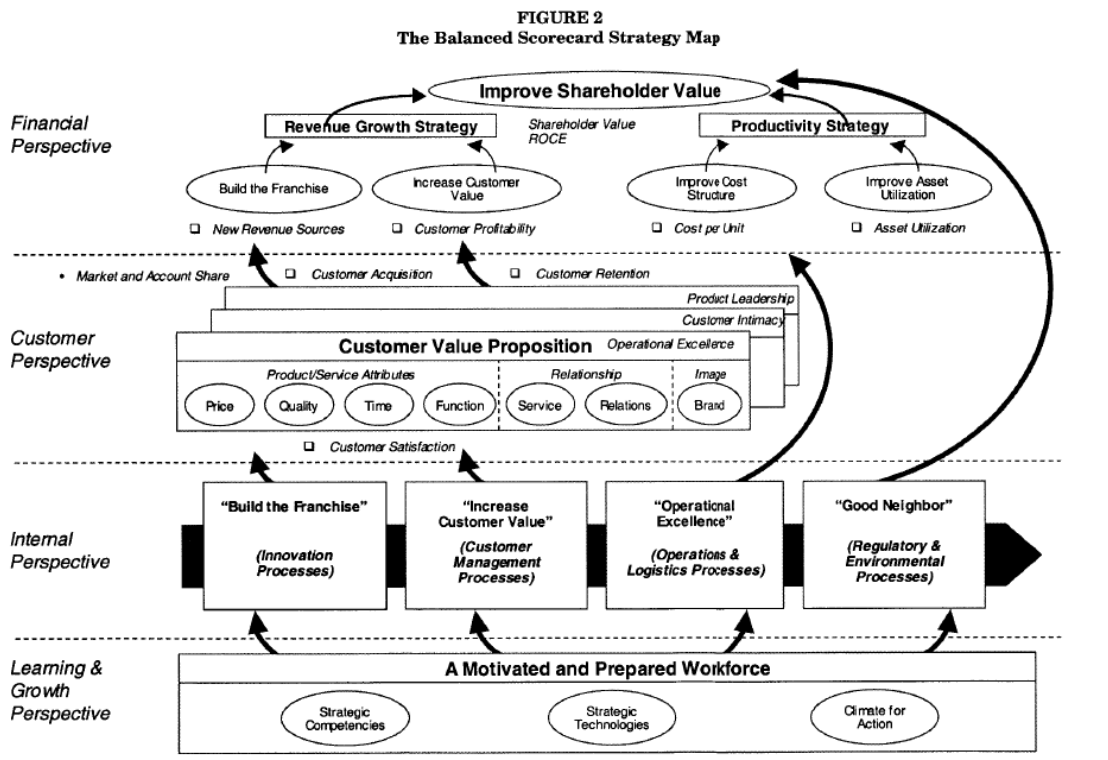 FIGURE 2
The Balanced Scorecard Strategy Map
Financial
Perspective
Improve Shareholder Value
Revenue Growth Strategy
Shareholder Value
ROCE
Productivity Strategy
Build the Franchise
Increase Customer
Value
Improve Cost
Structure
Improve Asset
Utilization
❑ New Revenue Sources
❑ Customer Profitability
❑ Cost per Unit
❑ Asset Utilization
• Market and Account Share
❑ Customer Acquisition
❑ Customer Retention
Customer
Perspective
Product Leadership
Customer Intimacy
Customer Value Proposition
Operational Excellence
Product/Service Attributes
Relationship
Image
Price
Quality
Time
Function
Service
Relations
Brand
❑ Customer Satisfaction
Internal
Perspective
"Build the Franchise"
(Innovation
Processes)
"Increase
Customer Value"
(Customer
Management
Processes)
"Operational
Excellence"
(Operations &
Logistics Processes)
"Good Neighbor"
(Regulatory &
Environmental
Processes)
Learning &
Growth
Perspective
A Motivated and Prepared Workforce
Strategic
Competencies
Strategic
Technologies
Climate for
Action